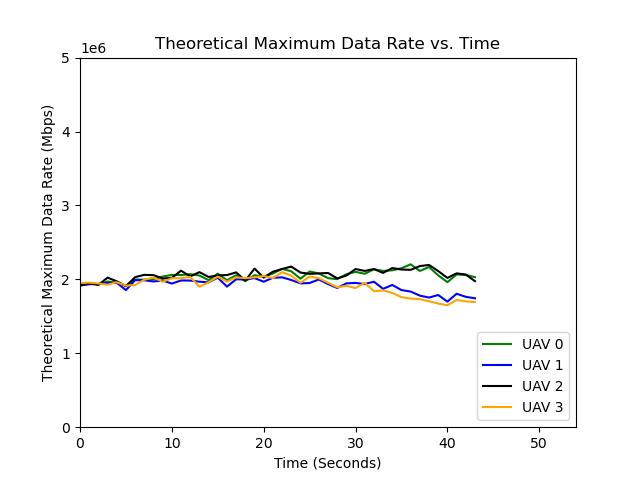 Theoretical Maximum Data Rate vs. Time
1e6
5
4
3
2
1
0
Theoretical Maximum Data Rate (Mbps)
0 10 20 30 40 50
Time (Seconds)
UAV 0
UAV 1
UAV 2
UAV 3